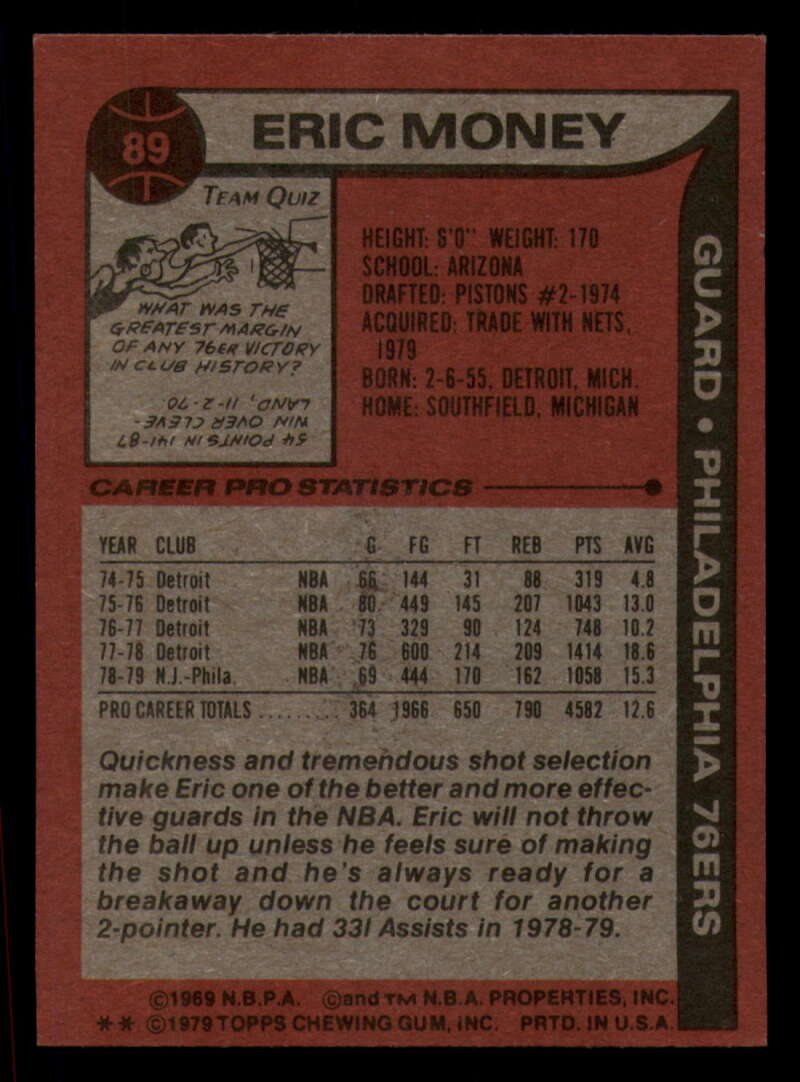 89
ERIC MONEY
TEAM QUIZ
WHAT WAS THE
GREATEST MARGIN
OF ANY 76ER VICTORY
IN CLUB HISTORY?
54 POINTS IN 141-87
WIN OVER CLEVE-
LAND, 11-2-70
HEIGHT: 6'0" WEIGHT: 170
SCHOOL: ARIZONA
DRAFTED: PISTONS #2-1974
ACQUIRED: TRADE WITH NETS,
1979
BORN: 2-6-55, DETROIT, MICH.
HOME: SOUTHFIELD, MICHIGAN
GUARD • PHILADELPHIA 76ERS
CAREER PRO STATISTICS
YEAR CLUB G FG FT REB PTS AVG
74-75 Detroit NBA 66 144 31 88 319 4.8
75-76 Detroit NBA 80 449 145 207 1043 13.0
76-77 Detroit NBA 73 329 90 124 748 10.2
77-78 Detroit NBA 76 600 214 209 1414 18.6
78-79 N.J.-Phila. NBA 69 444 170 162 1058 15.3
PRO CAREER TOTALS ......... 364 1966 650 790 4582 12.6
Quickness and tremendous shot selection
make Eric one of the better and more effec-
tive guards in the NBA. Eric will not throw
the ball up unless he feels sure of making
the shot and he's always ready for a
breakaway down the court for another
2-pointer. He had 331 Assists in 1978-79.
©1969 N.B.P.A. ©and TM N.B.A. PROPERTIES, INC.
** ©1979 TOPPS CHEWING GUM, INC. PRTD. IN U.S.A.